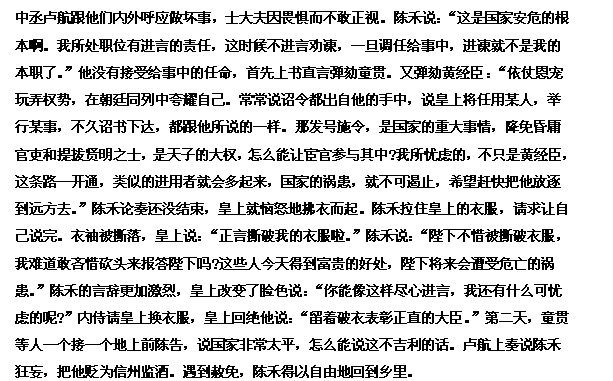 中丞卢航跟他们内外呼应做坏事，士大夫因畏惧而不敢正视。陈禾说：“这是国家安危的根
本啊。我所处职位有进言的责任，这时候不进言劝谏，一旦调任给事中，进谏就不是我的
本职了。”他没有接受给事中的任命，首先上书直言弹劾童贯。又弹劾黄经臣：“依仗恩宠
玩弄权势，在朝廷同列中夸耀自己。常常说诏令都出自他的手中，说皇上将任用某人，举
行某事，不久诏书下达，都跟他所说的一样。那发号施令，是国家的重大事情，降免昏庸
官吏和提拔贤明之士，是天子的大权，怎么能让宦官参与其中?我所忧虑的，不只是黄经臣，
这条路一开通，类似的进用者就会多起来，国家的祸患，就不可遏止，希望赶快把他放逐
到远方去。”陈禾论奏还没结束，皇上就恼怒地拂衣而起。陈禾拉住皇上的衣服，请求让自
己说完。衣袖被撕落，皇上说：“正言撕破我的衣服啦。”陈禾说：“陛下不惜被撕破衣服，
我难道敢吝惜砍头来报答陛下吗?这些人今天得到富贵的好处，陛下将来会遭受危亡的祸
患。”陈禾的言辞更加激烈，皇上改变了脸色说：“你能像这样尽心进言，我还有什么可忧
虑的呢?”内侍请皇上换衣服，皇上回绝他说：“留着破衣表彰正直的大臣。”第二天，童贯
等人一个接一个地上前陈告，说国家非常太平，怎么能说这不吉利的话。卢航上奏说陈禾
狂妄，把他贬为信州监酒。遇到赦免，陈禾得以自由地回到乡里。